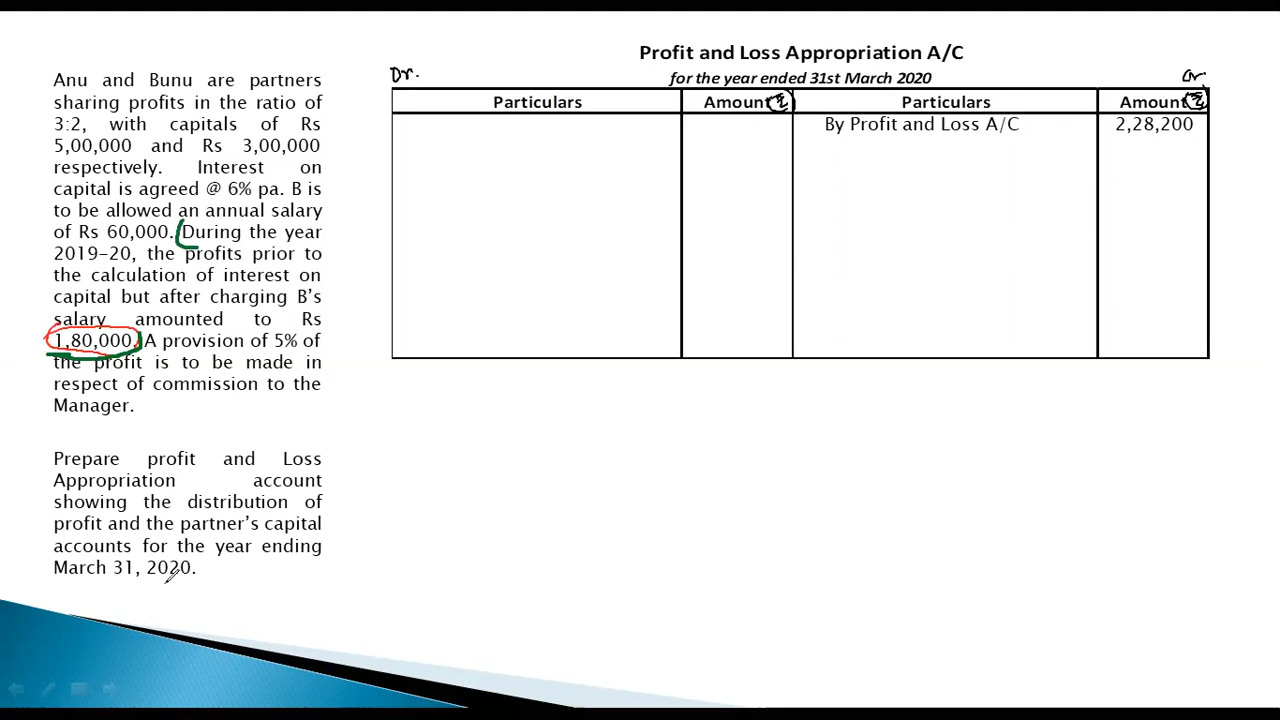 Anu and Bunu are partners
sharing profits in the ratio of
3:2, with capitals of Rs
5,00,000 and Rs 3,00,000
respectively. Interest on
capital is agreed @ 6% pa. B is
to be allowed an annual salary
of Rs 60,000. During the year
2019-20, the profits prior to
the calculation of interest on
capital but after charging B's
salary amounted to Rs
1,80,000. A provision of 5% of
the profit is to be made in
respect of commission to the
Manager.
Prepare profit and Loss
Appropriation account
showing the distribution of
profit and the partner's capital
accounts for the year ending
March 31, 2020.
Profit and Loss Appropriation A/C
Dr. for the year ended 31st March 2020 Cr
Particulars Amount ₹ Particulars Amount ₹
By Profit and Loss A/C 2,28,200